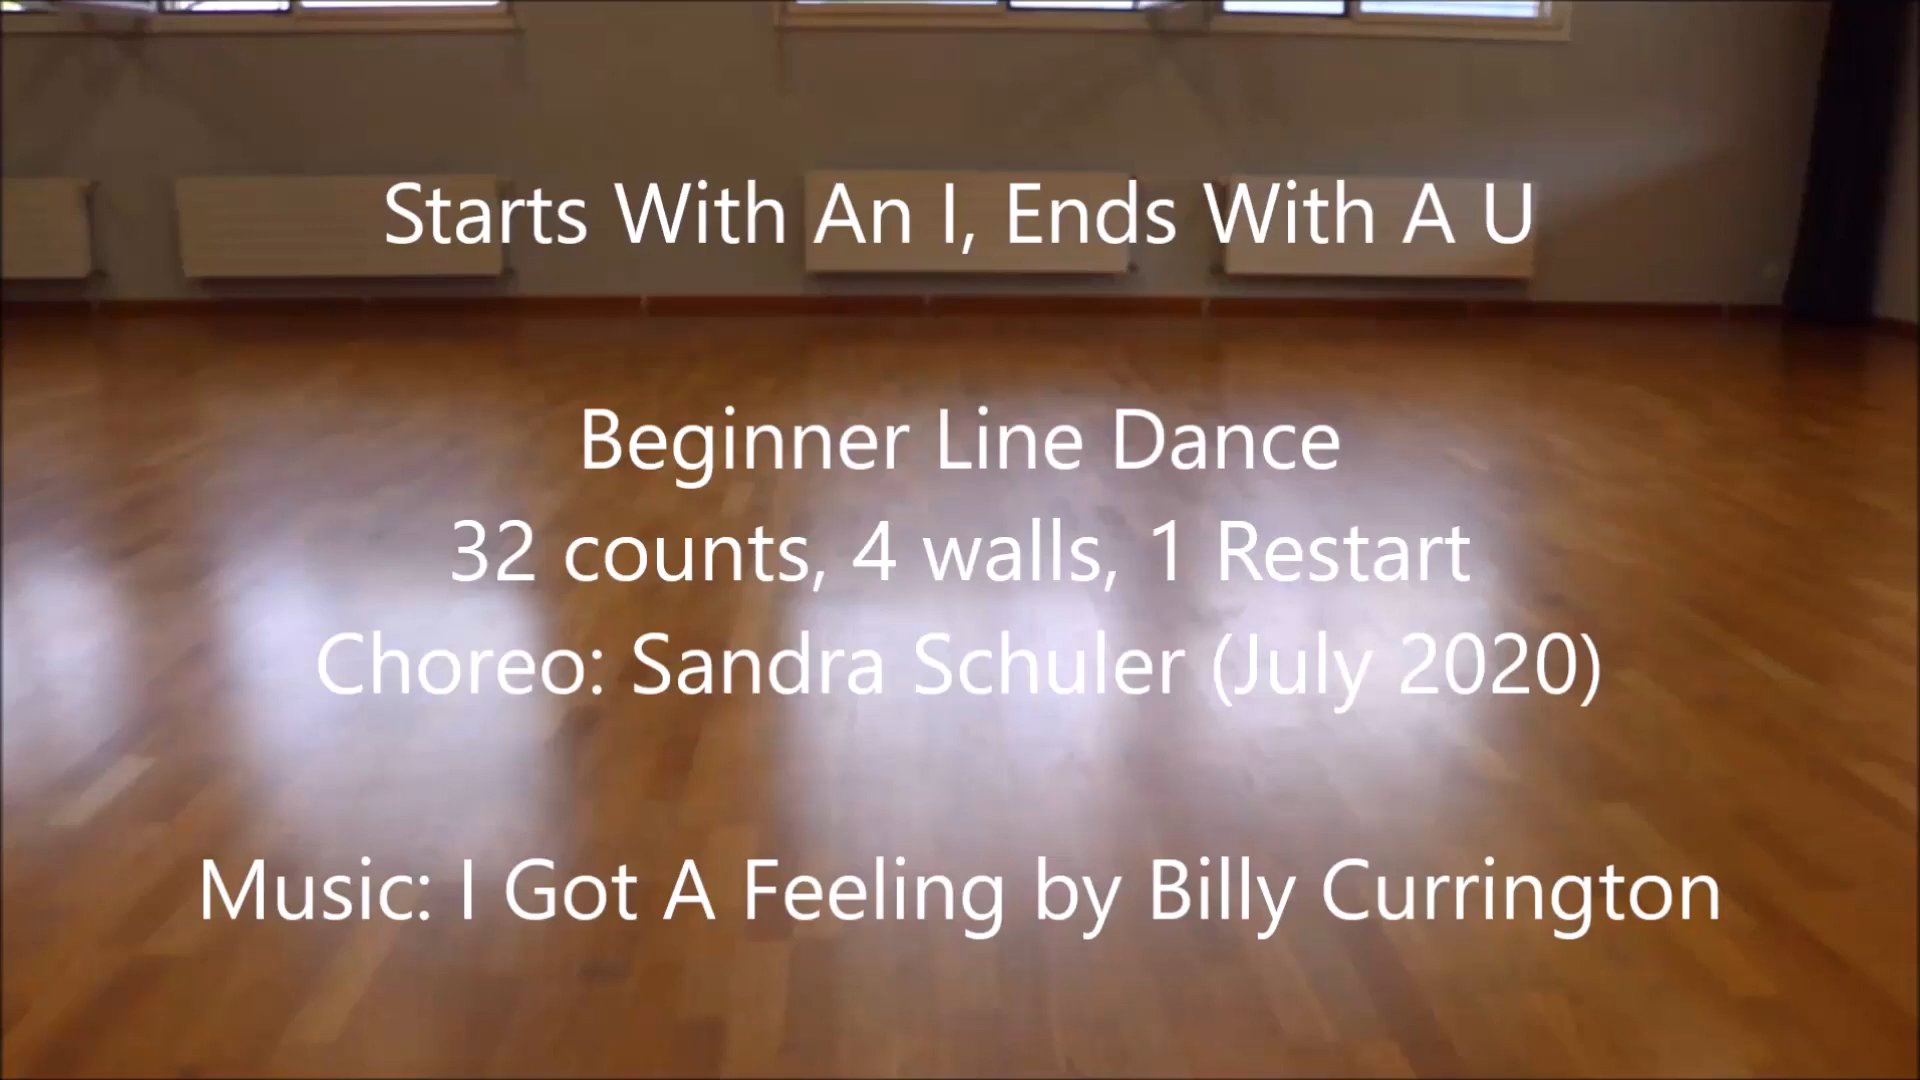 Starts With An I, Ends With A U
Beginner Line Dance
32 counts, 4 walls, 1 Restart
Choreo: Sandra Schuler (July 2020)
Music: I Got A Feeling by Billy Currington